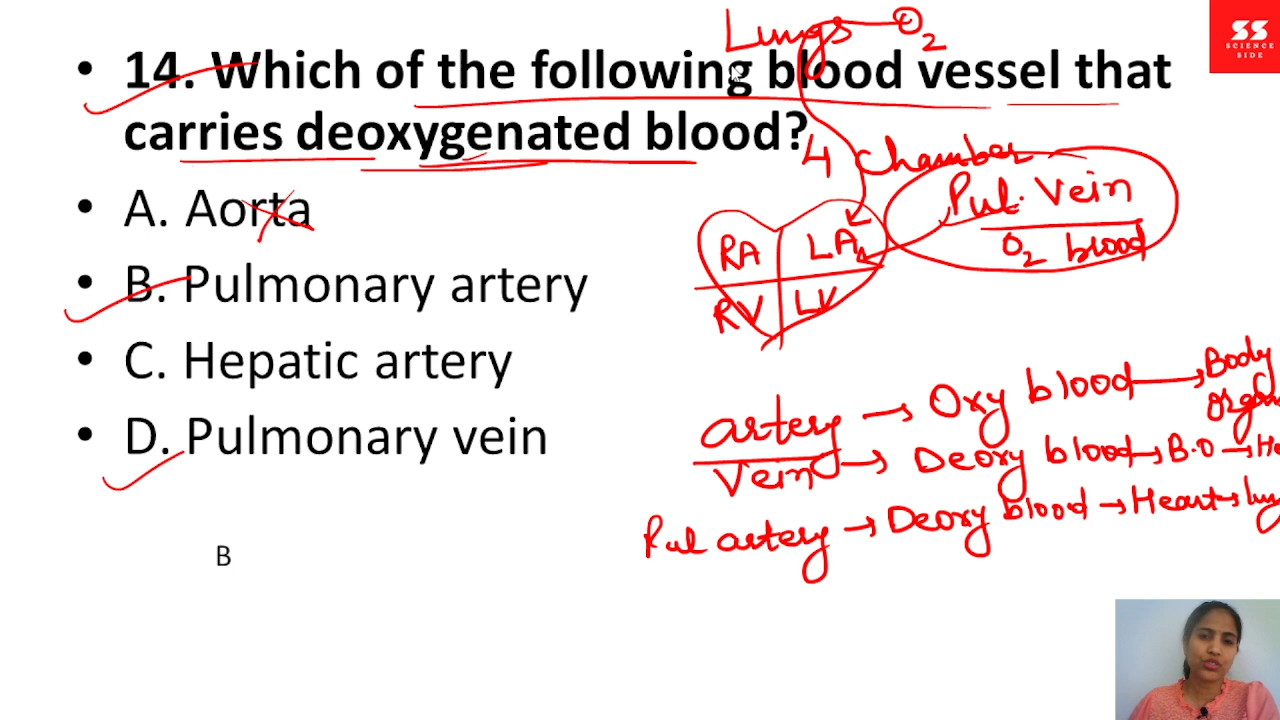 Lungs O2
SS
SCIENCE
SIDE
• 14. Which of the following blood vessel that
carries deoxygenated blood?
4 Chamber
• A. Aorta
Pul. Vein
O2 blood
RA LA
RV LV
• B. Pulmonary artery
• C. Hepatic artery
• D. Pulmonary vein
artery → Oxy blood → Body
Vein → Deoxy blood → B.O →
Pul artery → Deoxy blood → Heart →
B